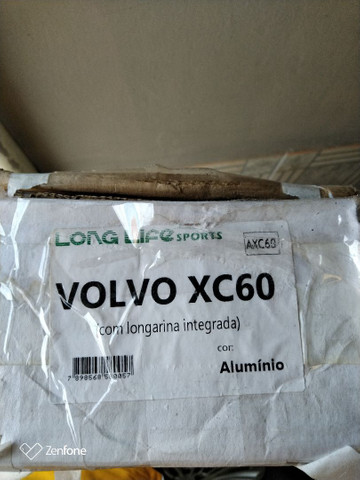 LONG LIFE SPORTS
AXC60
VOLVO XC60
(com longarina integrada)
cor:
Alumínio
Zenfone